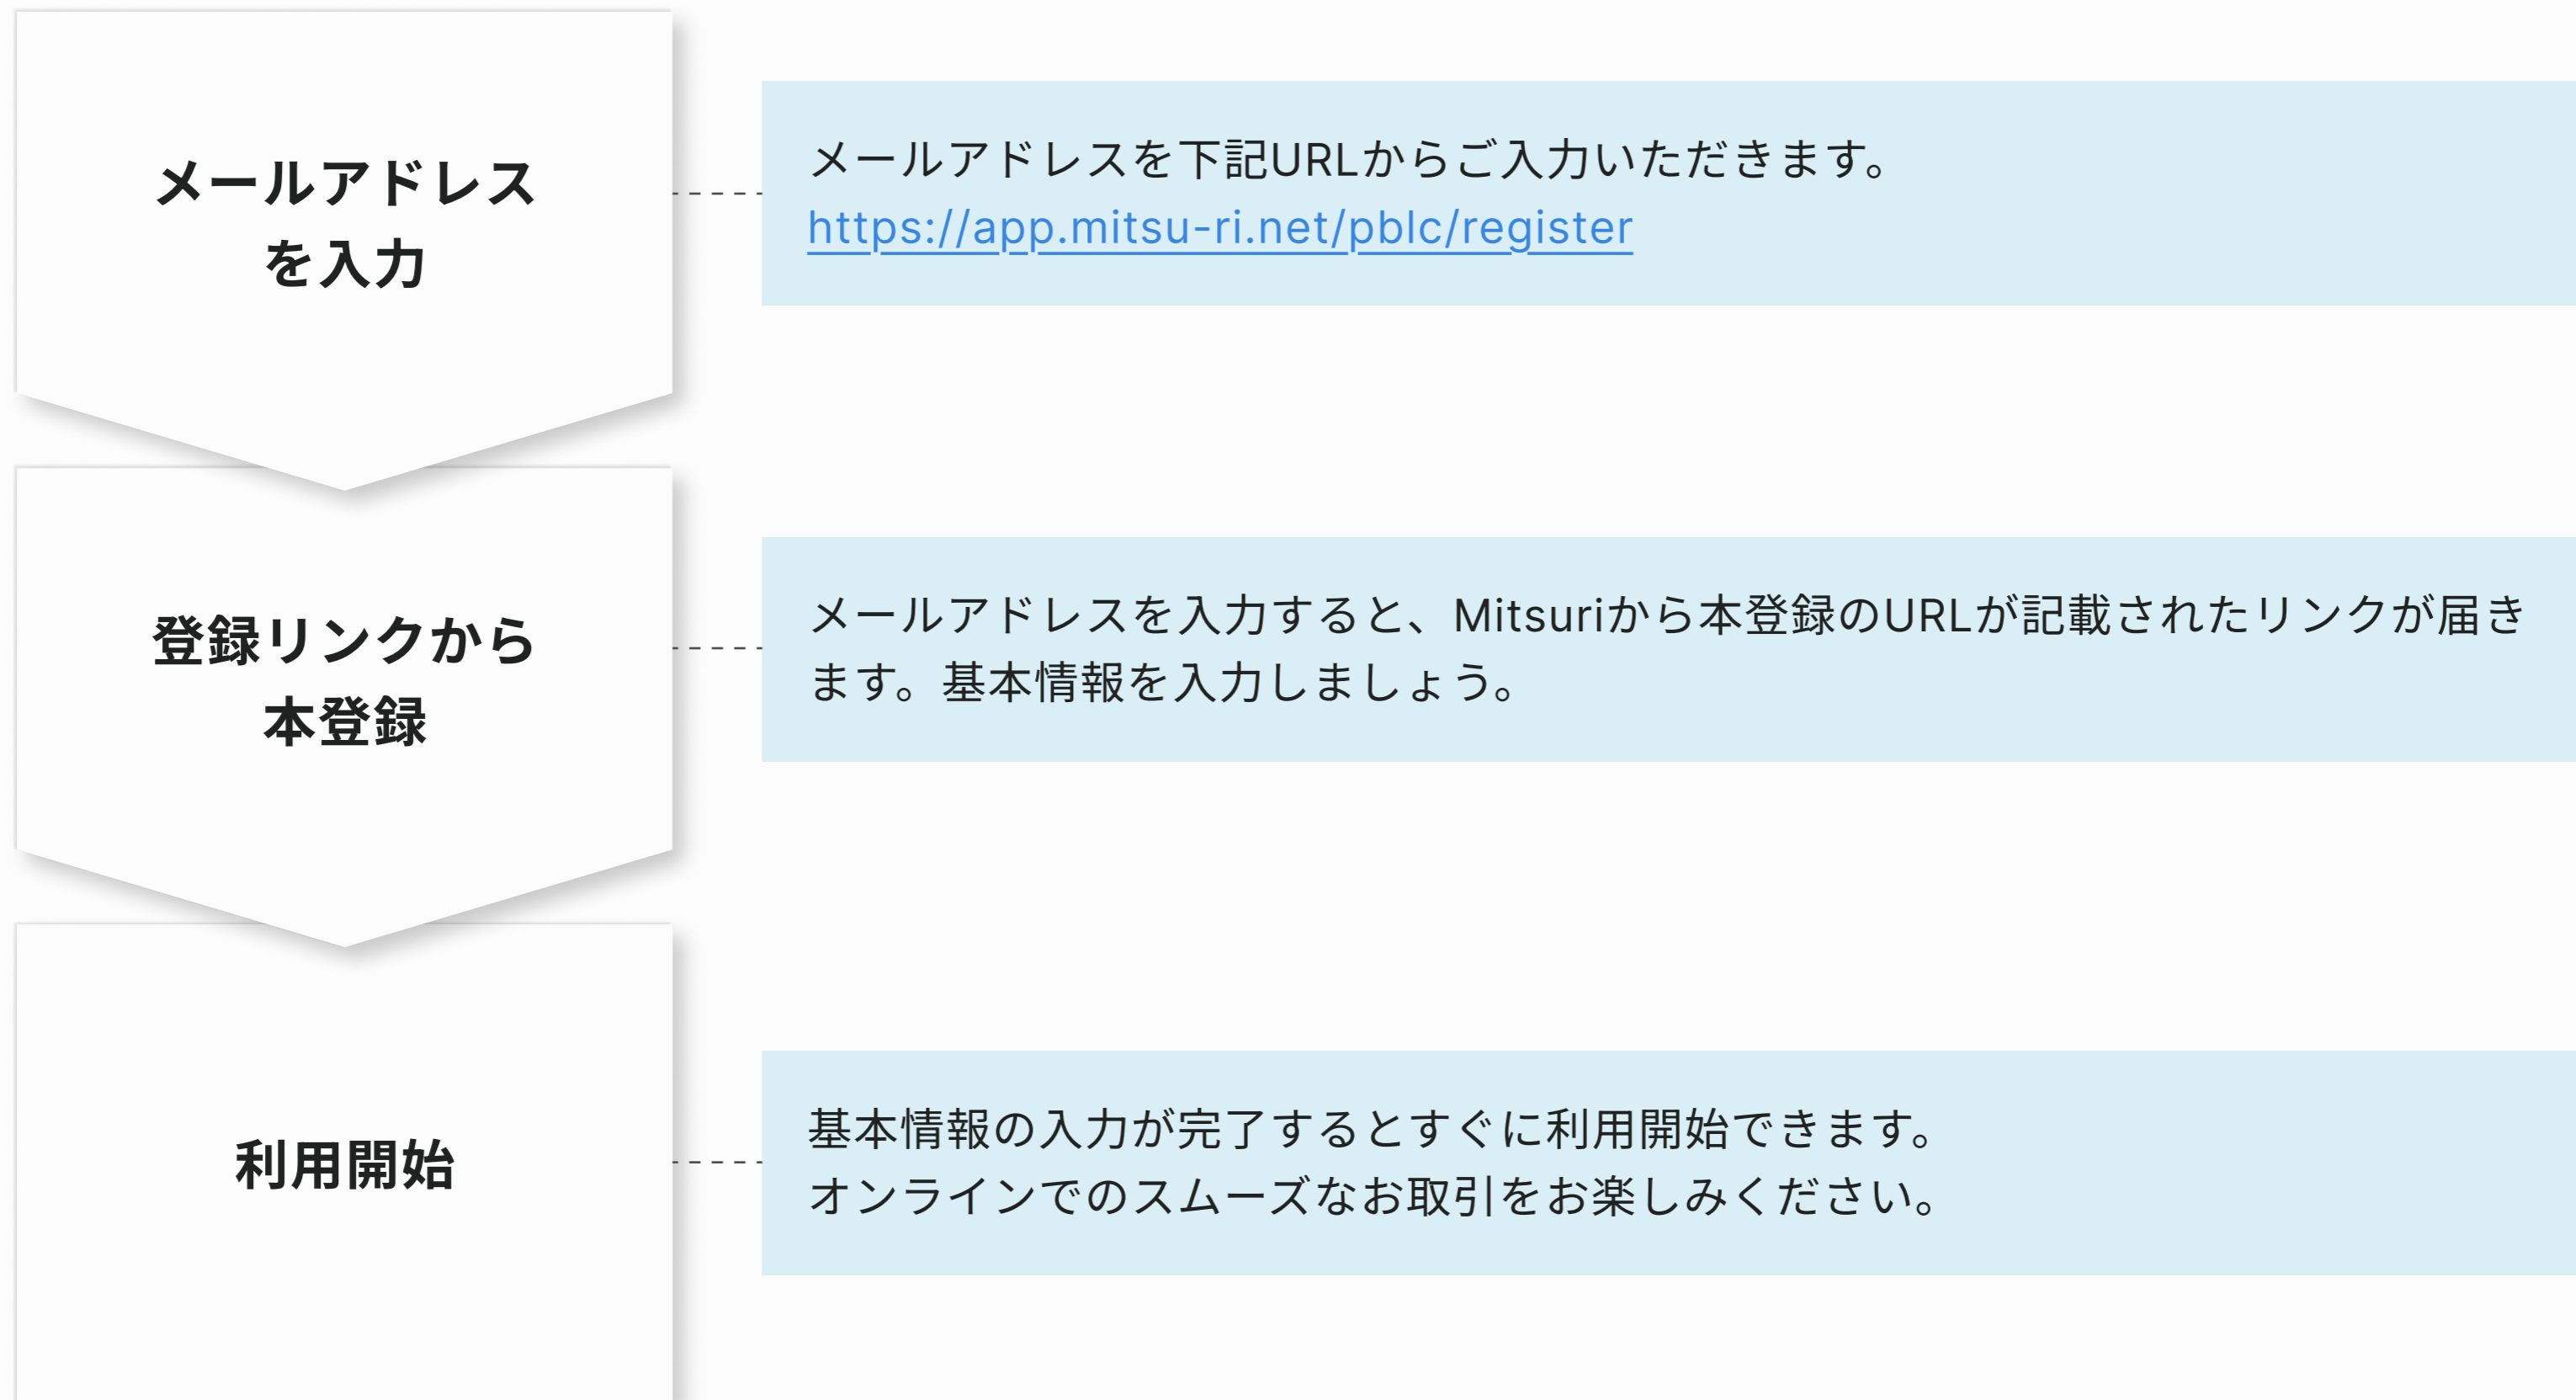 メールアドレス
を入力
メールアドレスを下記URLからご入力いただきます。
https://app.mitsu-ri.net/pblc/register
登録リンクから
本登録
メールアドレスを入力すると、Mitsuriから本登録のURLが記載されたリンクが届き
ます。基本情報を入力しましょう。
利用開始
基本情報の入力が完了するとすぐに利用開始できます。
オンラインでのスムーズなお取引をお楽しみください。